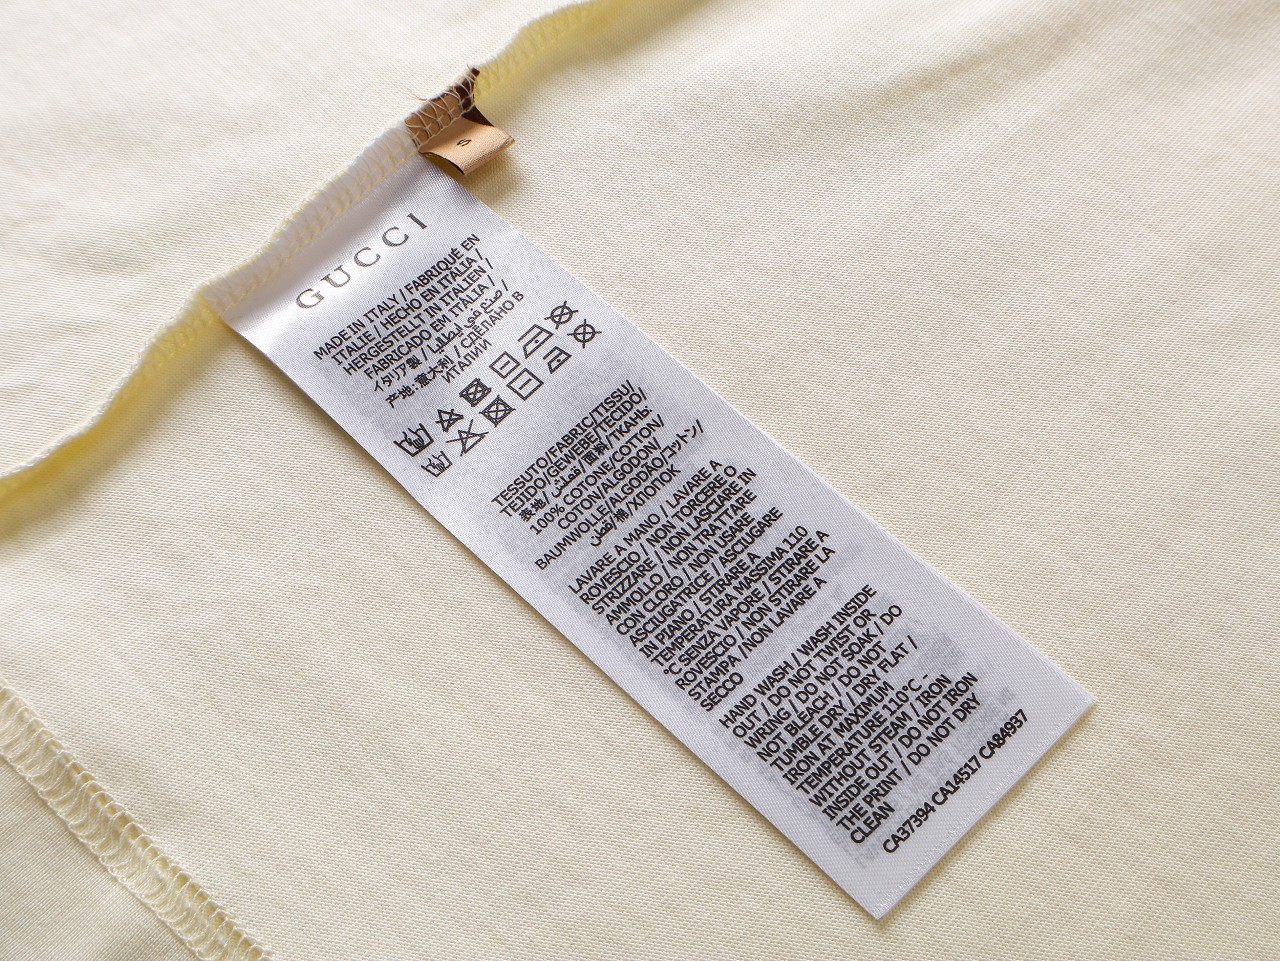 S
GUCCI
MADE IN ITALY / FABRIQUÉ EN
ITALIE / HECHO EN ITALIA /
HERGESTELLT IN ITALIEN /
FABRICADO EM ITÁLIA /
イタリア製 / صنع في إيطاليا /
产地:意大利 / СДЕЛАНО В
ИТАЛИИ
TESSUTO/FABRIC/TISSU/
TEJIDO/GEWEBE/TECIDO/
表地/قماش/面料/ТКАНЬ:
100% COTONE/COTTON/
COTON/ALGODON/
BAUMWOLLE/ALGODÃO/コットン/
قطن/棉/ХЛОПОК
LAVARE A MANO / LAVARE A
ROVESCIO / NON TORCERE O
STRIZZARE / NON LASCIARE IN
AMMOLLO / NON TRATTARE
CON CLORO / NON USARE
ASCIUGATRICE / ASCIUGARE
IN PIANO / STIRARE A
TEMPERATURA MASSIMA 110
°C SENZA VAPORE / STIRARE A
ROVESCIO / NON STIRARE LA
STAMPA / NON LAVARE A
SECCO
HAND WASH / WASH INSIDE
OUT / DO NOT TWIST OR
WRING / DO NOT SOAK / DO
NOT BLEACH / DO NOT
TUMBLE DRY / DRY FLAT /
IRON AT MAXIMUM
TEMPERATURE 110°C _
WITHOUT STEAM / IRON
INSIDE OUT / DO NOT IRON
THE PRINT / DO NOT DRY
CLEAN
CA37394 CA14517 CA84937